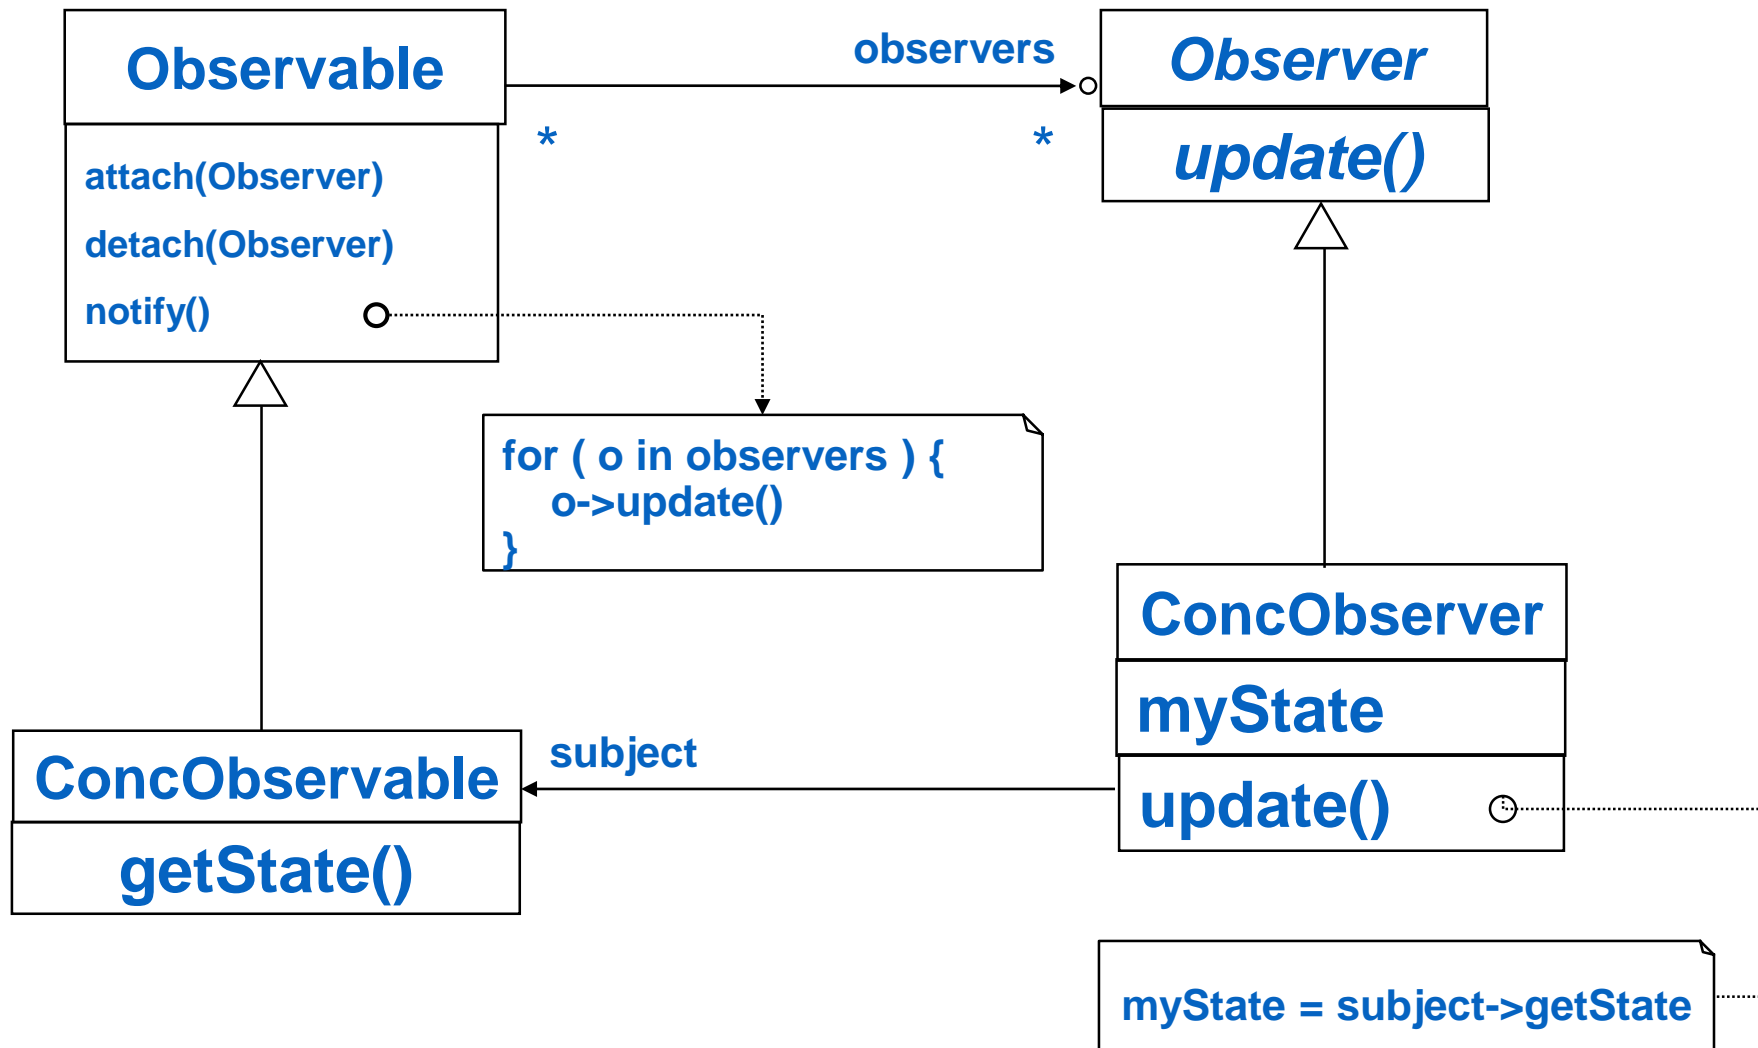 Observable
observers
Observer
*
*
update()
attach(Observer)
detach(Observer)
notify()
for ( o in observers ) {
o->update()
}
ConcObserver
myState
update()
subject
ConcObservable
getState()
myState = subject->getState